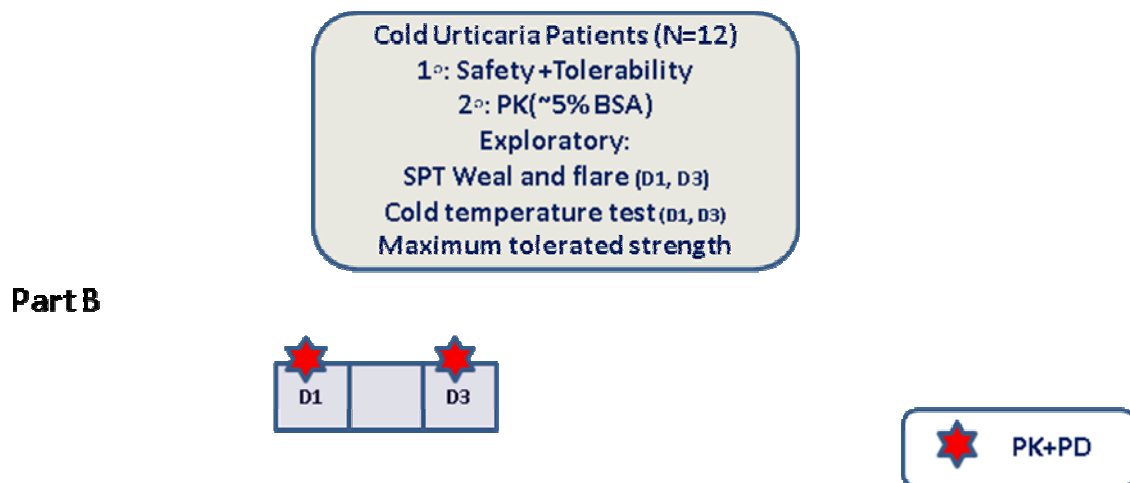 Cold Urticaria Patients (N=12)
1°: Safety+Tolerability
2°: PK(~5% BSA)
Exploratory:
SPT Weal and flare (D1, D3)
Cold temperature test (D1, D3)
Maximum tolerated strength
Part B
D1
D3
PK+PD